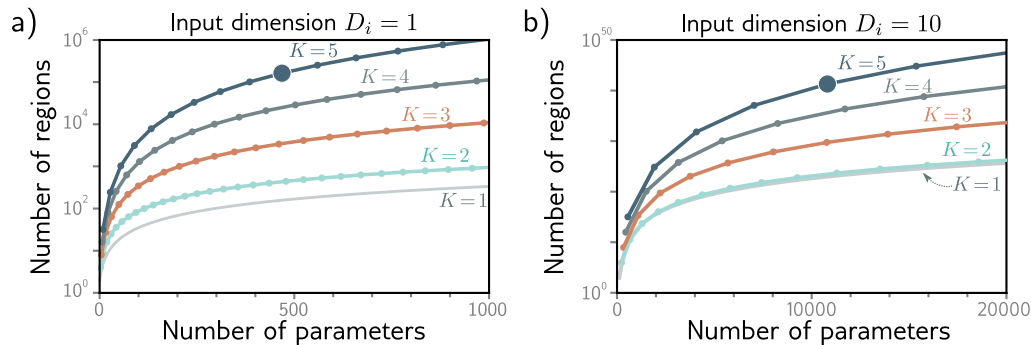 a)
Input dimension $D_i = 1$
Number of regions
10^6
10^4
10^2
10^0
K=5
K=4
K=3
K=2
K=1
0
500
1000
Number of parameters
b)
Input dimension $D_i = 10$
Number of regions
10^50
10^0
K=5
K=4
K=3
K=2
K=1
0
10000
20000
Number of parameters